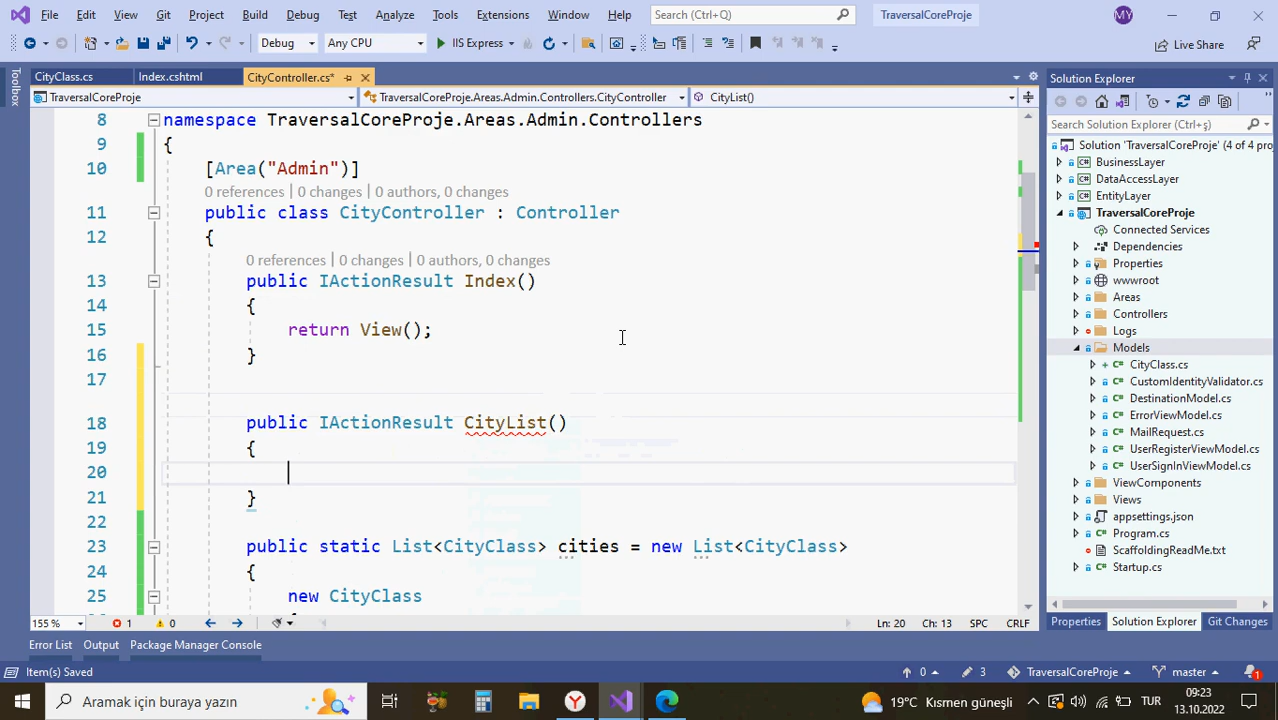 File Edit View Git Project Build Debug Test Analyze Tools Extensions Window Help Search (Ctrl+Q) TraversalCoreProje MY
Debug Any CPU IIS Express Live Share
CityClass.cs Index.cshtml CityController.cs*
TraversalCoreProje TraversalCoreProje.Areas.Admin.Controllers.CityController CityList()
Toolbox
8 namespace TraversalCoreProje.Areas.Admin.Controllers
9 {
10 [Area("Admin")]
0 references | 0 changes | 0 authors, 0 changes
11 public class CityController : Controller
12 {
0 references | 0 changes | 0 authors, 0 changes
13 public IActionResult Index()
14 {
15 return View();
16 }
17
18 public IActionResult CityList()
19 {
20
21 }
22
23 public static List<CityClass> cities = new List<CityClass>
24 {
25 new CityClass
155 % 1 0 Ln: 20 Ch: 13 SPC CRLF
Solution Explorer
Search Solution Explorer (Ctrl+ş)
Solution 'TraversalCoreProje' (4 of 4 proj
BusinessLayer
DataAccessLayer
EntityLayer
TraversalCoreProje
Connected Services
Dependencies
Properties
wwwroot
Areas
Controllers
Logs
Models
CityClass.cs
CustomIdentityValidator.cs
DestinationModel.cs
ErrorViewModel.cs
MailRequest.cs
UserRegisterViewModel.cs
UserSignInViewModel.cs
ViewComponents
Views
appsettings.json
Program.cs
ScaffoldingReadMe.txt
Startup.cs
Properties Solution Explorer Git Changes
Error List Output Package Manager Console
Item(s) Saved 0 3 TraversalCoreProje master 1
Aramak için buraya yazın 19°C Kısmen güneşli TUR 09:23
13.10.2022